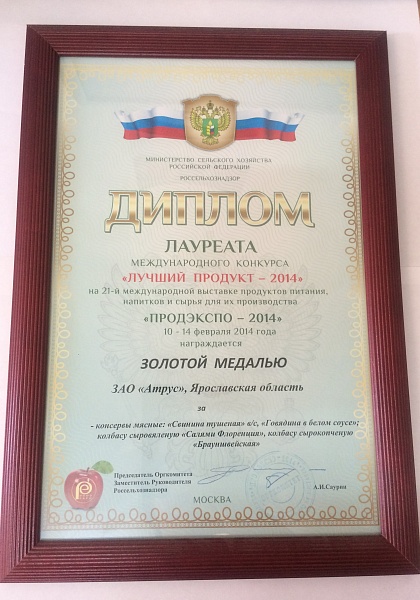 МИНИСТЕРСТВО СЕЛЬСКОГО ХОЗЯЙСТВА
РОССИЙСКОЙ ФЕДЕРАЦИИ
РОССЕЛЬХОЗНАДЗОР
ДИПЛОМ
ЛАУРЕАТА
МЕЖДУНАРОДНОГО КОНКУРСА
«ЛУЧШИЙ ПРОДУКТ – 2014»
на 21-й международной выставке продуктов питания,
напитков и сырья для их производства
«ПРОДЭКСПО – 2014»
10 - 14 февраля 2014 года
награждается
ЗОЛОТОЙ МЕДАЛЬЮ
ЗАО «Атрус», Ярославская область
за
- консервы мясные: «Свинина тушеная» в/с, «Говядина в белом соусе»;
колбасу сыровяленую «Салями Флоренция», колбасу сырокопченую
«Брауншвейская»
Председатель Оргкомитета
Заместитель Руководителя
Россельхознадзора
А.И.Саурин
МОСКВА